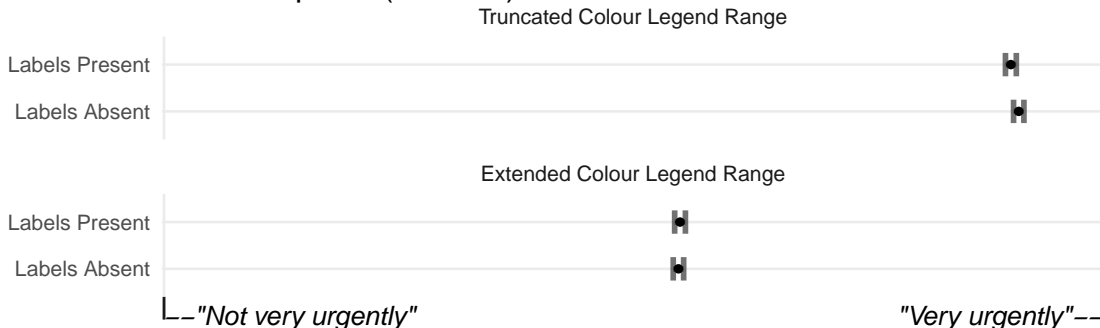 Truncated Colour Legend Range
Labels Present
Labels Absent
Extended Colour Legend Range
Labels Present
Labels Absent
"Not very urgently" "Very urgently"